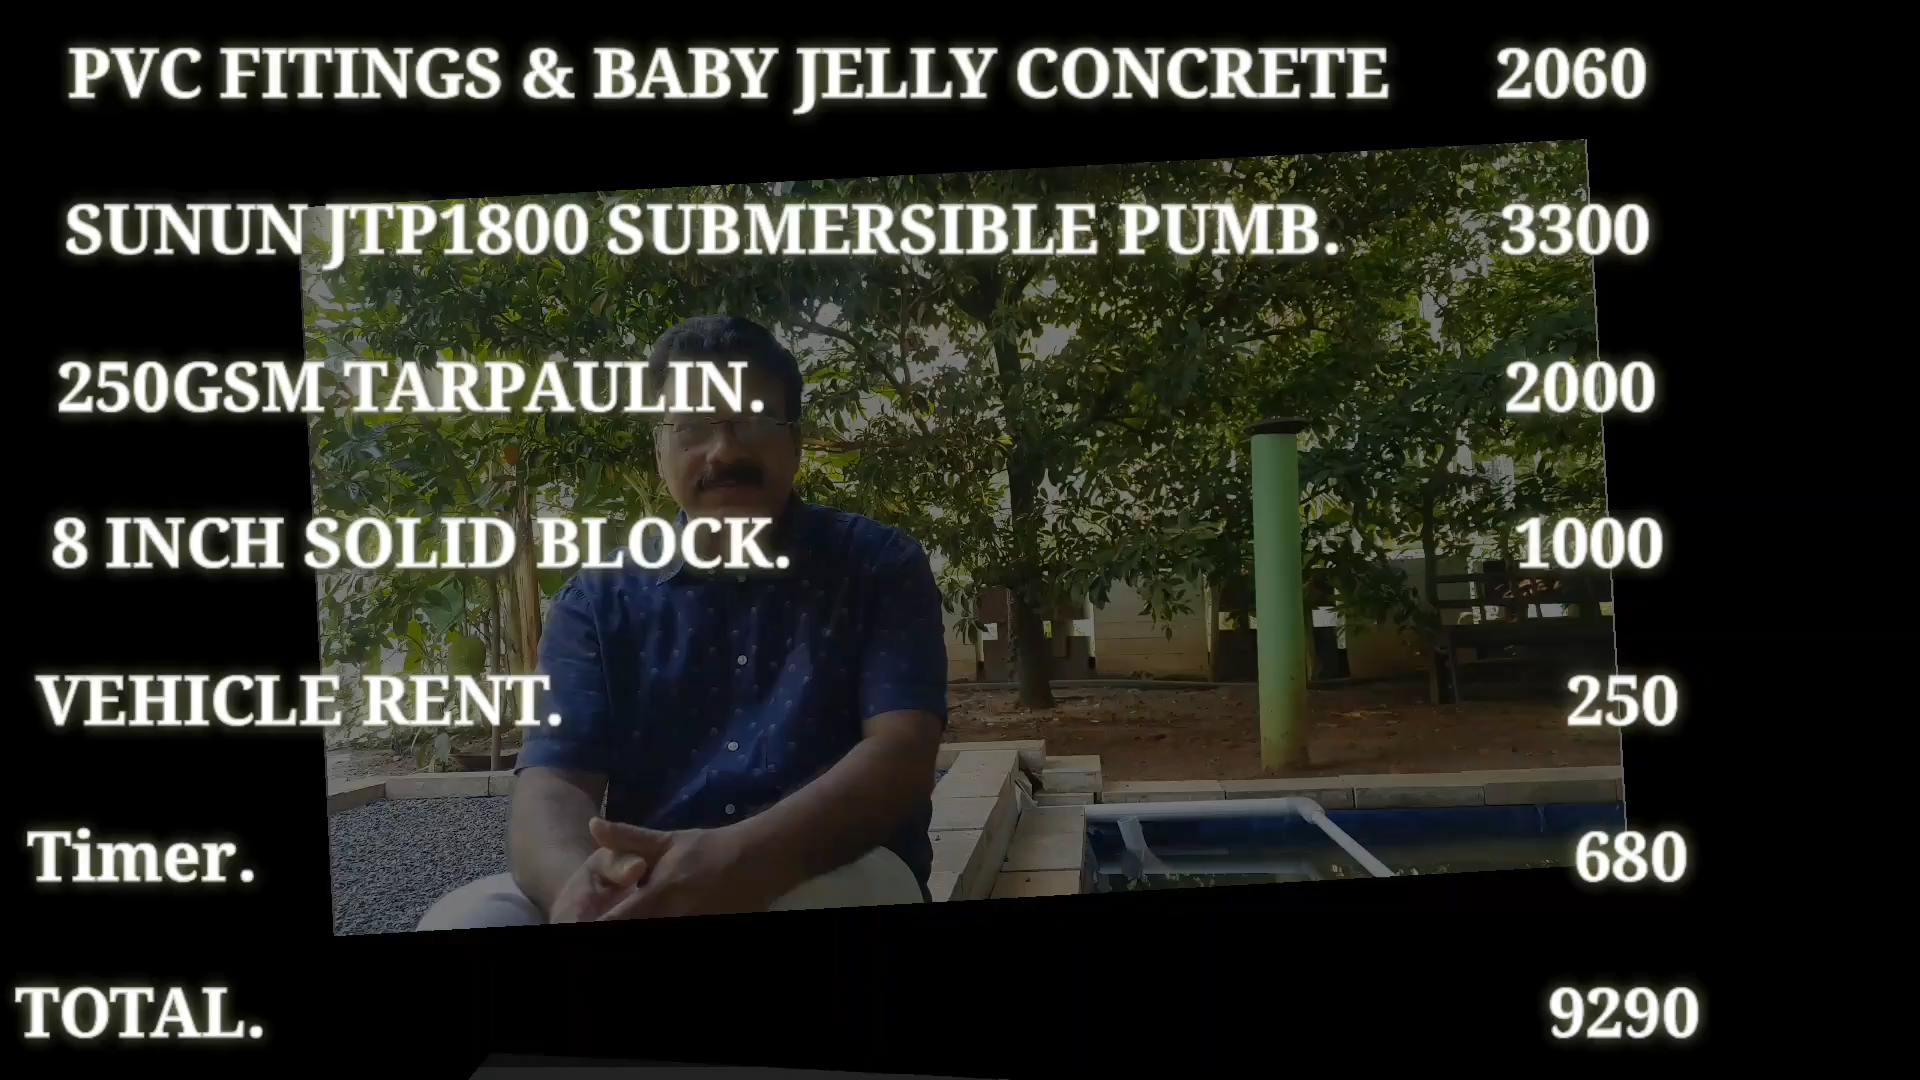 PVC FITINGS & BABY JELLY CONCRETE 2060
SUNUN JTP1800 SUBMERSIBLE PUMB. 3300
250GSM TARPAULIN. 2000
8 INCH SOLID BLOCK. 1000
VEHICLE RENT. 250
Timer. 680
TOTAL. 9290